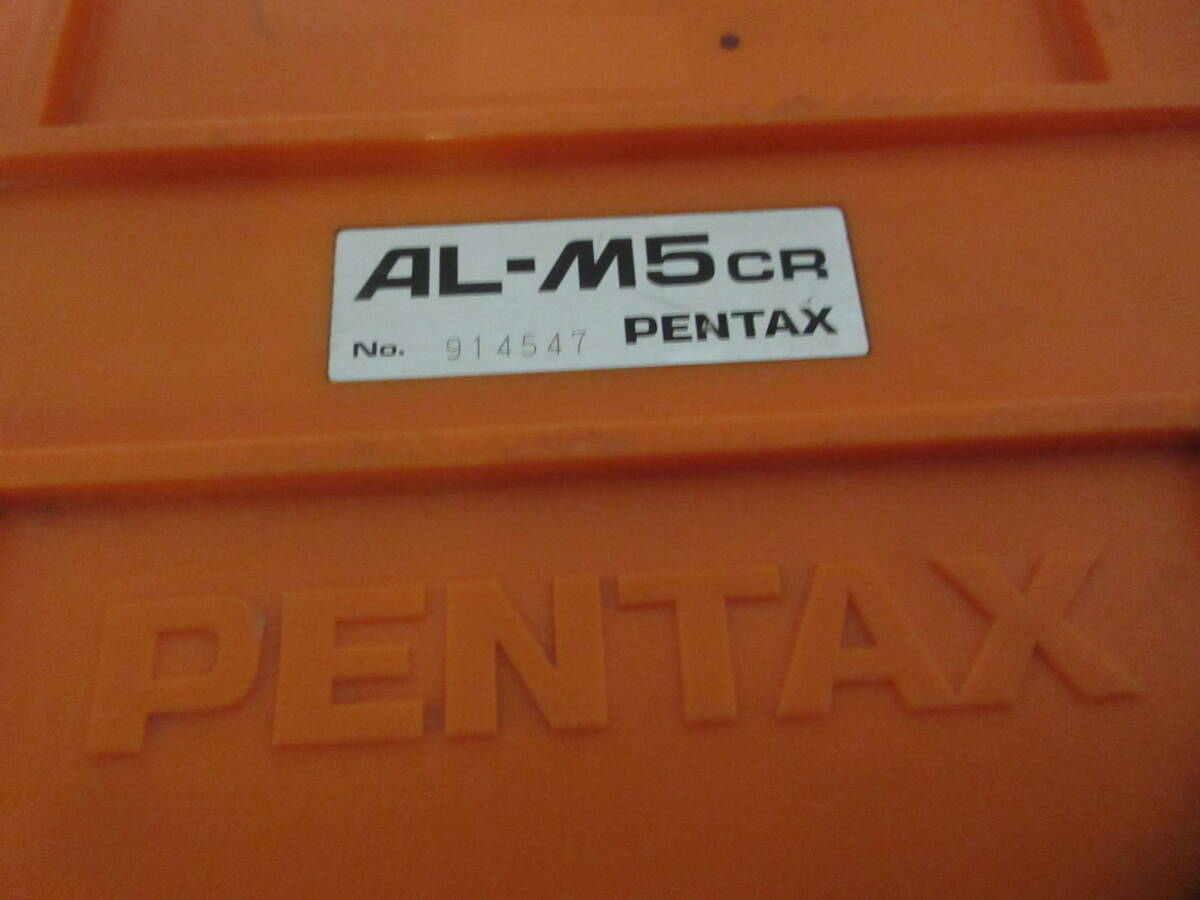 AL-M5CR
No. 914547 PENTAX
PENTAX